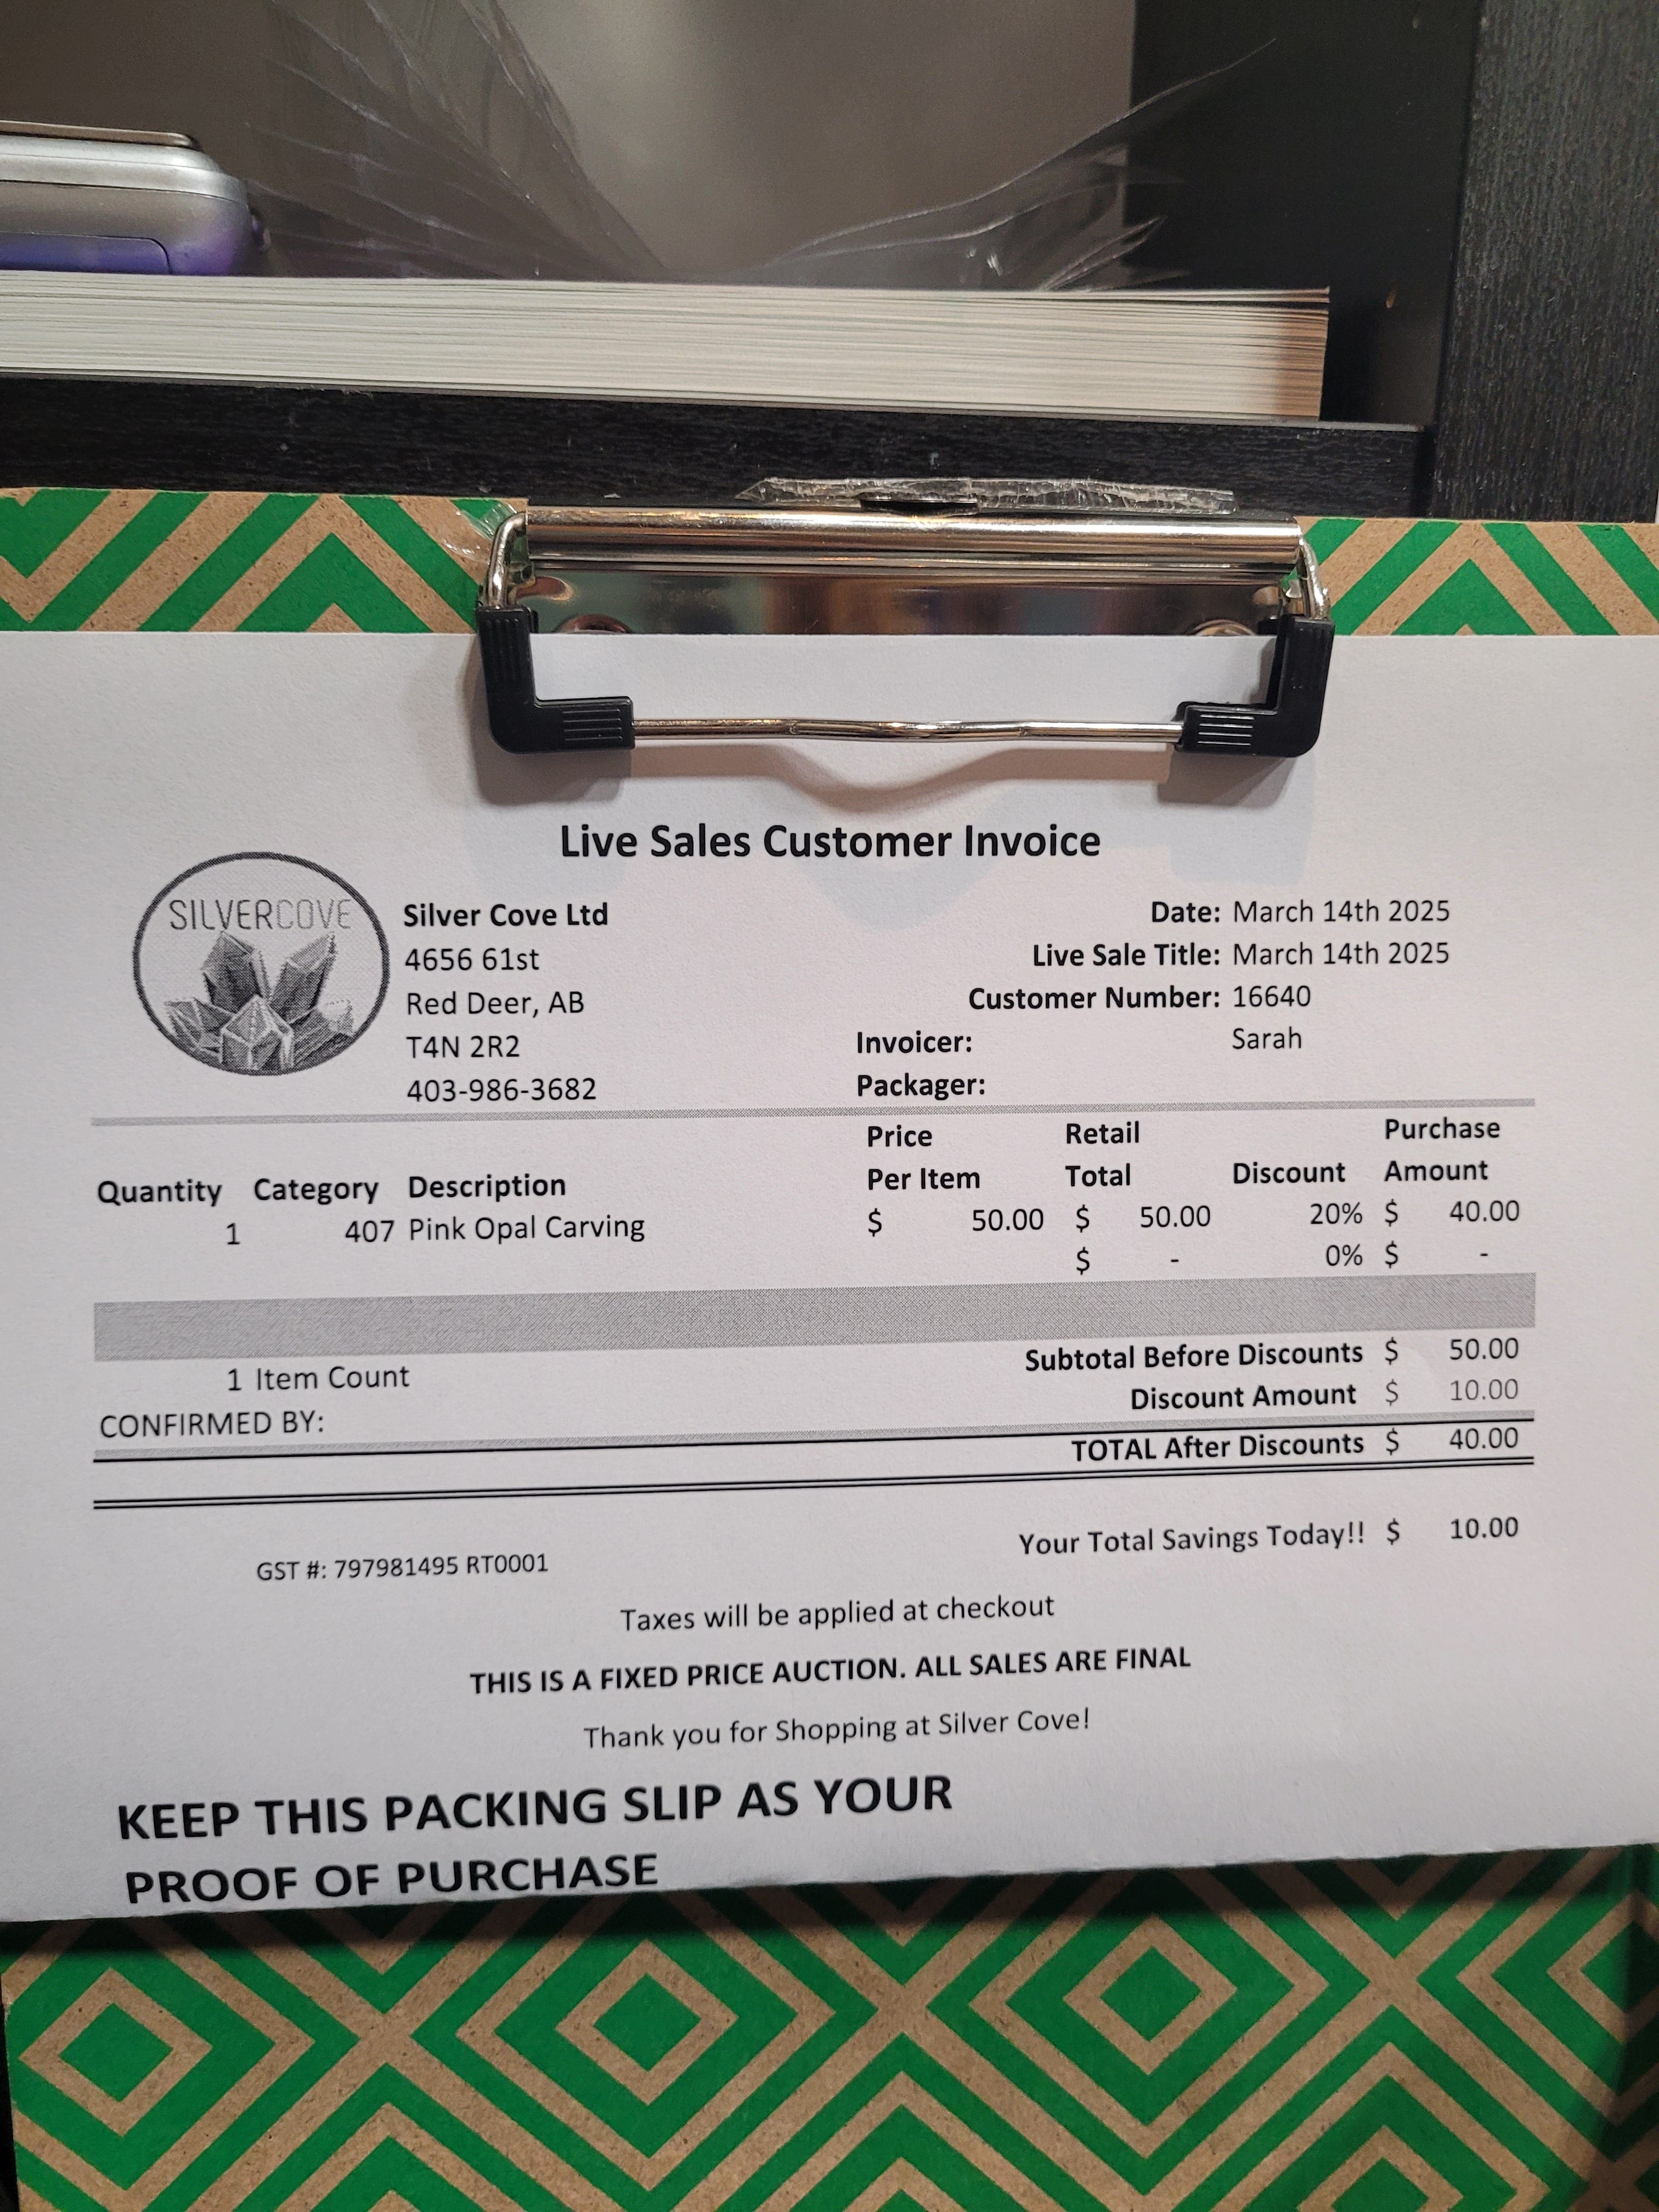 Live Sales Customer Invoice
SILVERCOVE
Silver Cove Ltd
4656 61st
Red Deer, AB
T4N 2R2
403-986-3682
Date: March 14th 2025
Live Sale Title: March 14th 2025
Customer Number: 16640
Invoicer: Sarah
Packager:
Quantity Category Description Price Per Item Retail Total Discount Purchase Amount
1 407 Pink Opal Carving $ 50.00 $ 50.00 20% $ 40.00
$ - 0% $ -
Subtotal Before Discounts $ 50.00
1 Item Count
Discount Amount $ 10.00
CONFIRMED BY:
TOTAL After Discounts $ 40.00
Your Total Savings Today!! $ 10.00
GST #: 797981495 RT0001
Taxes will be applied at checkout
THIS IS A FIXED PRICE AUCTION. ALL SALES ARE FINAL
Thank you for Shopping at Silver Cove!
KEEP THIS PACKING SLIP AS YOUR
PROOF OF PURCHASE